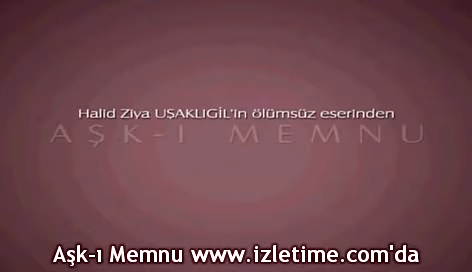 Halid Ziya UŞAKLIGİL'in ölümsüz eserinden
AŞK-I MEMNU
Aşk-ı Memnu www.izletime.com'da